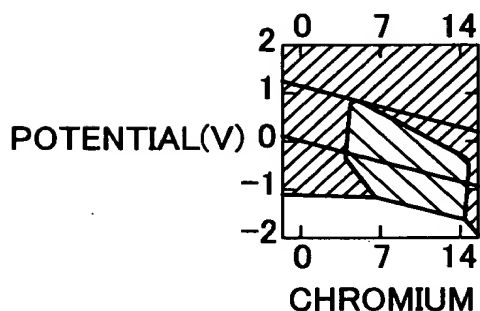 0 7 14
2
1
POTENTIAL(V) 0
-1
-2
0 7 14
CHROMIUM